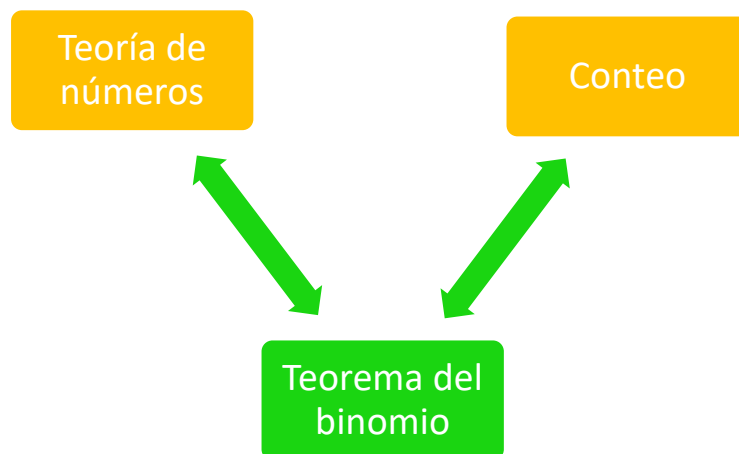 Teoría de
números
Conteo
Teorema del
binomio